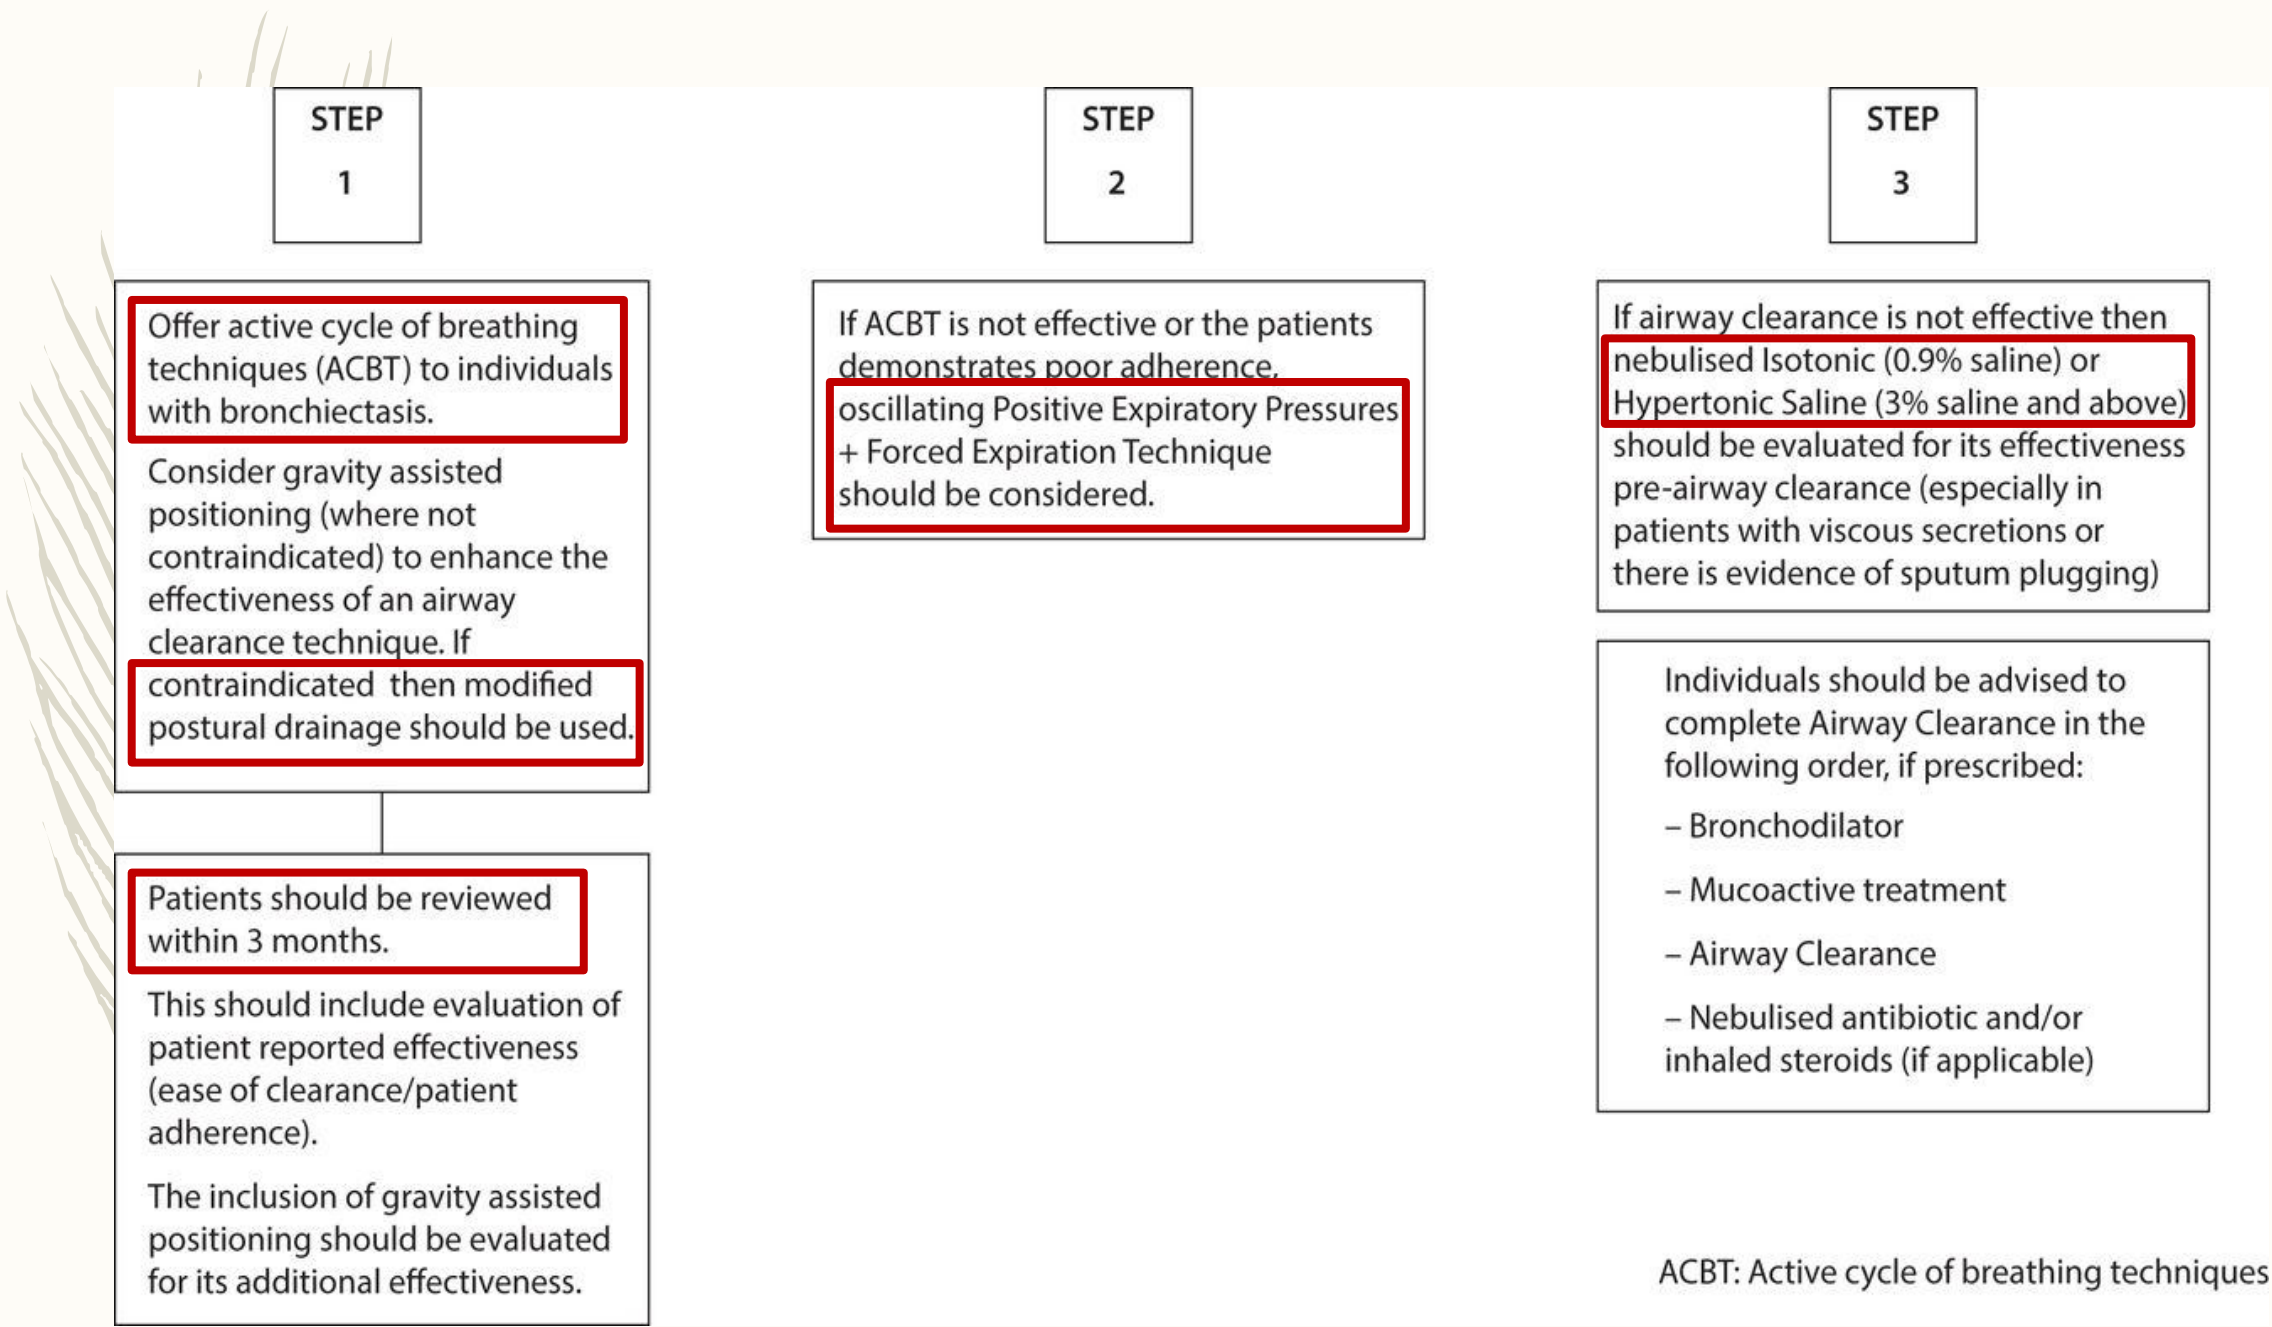 STEP
1
Offer active cycle of breathing
techniques (ACBT) to individuals
with bronchiectasis.
Consider gravity assisted
positioning (where not
contraindicated) to enhance the
effectiveness of an airway
clearance technique. If
contraindicated then modified
postural drainage should be used.
Patients should be reviewed
within 3 months.
This should include evaluation of
patient reported effectiveness
(ease of clearance/patient
adherence).
The inclusion of gravity assisted
positioning should be evaluated
for its additional effectiveness.
STEP
2
If ACBT is not effective or the patients
demonstrates poor adherence,
oscillating Positive Expiratory Pressures
+ Forced Expiration Technique
should be considered.
STEP
3
If airway clearance is not effective then
nebulised Isotonic (0.9% saline) or
Hypertonic Saline (3% saline and above)
should be evaluated for its effectiveness
pre-airway clearance (especially in
patients with viscous secretions or
there is evidence of sputum plugging)
Individuals should be advised to
complete Airway Clearance in the
following order, if prescribed:
– Bronchodilator
– Mucoactive treatment
– Airway Clearance
– Nebulised antibiotic and/or
inhaled steroids (if applicable)
ACBT: Active cycle of breathing techniques